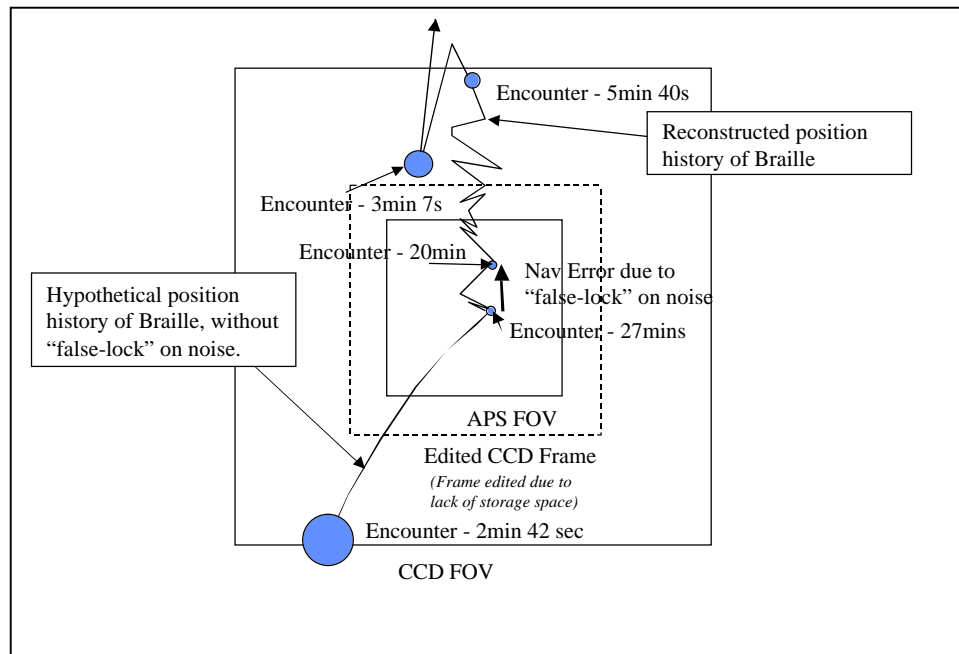 Encounter - 5min 40s
Reconstructed position
history of Braille
Encounter - 3min 7s
Encounter - 20min
Nav Error due to
“false-lock” on noise
Hypothetical position
history of Braille, without
“false-lock” on noise.
Encounter - 27mins
APS FOV
Edited CCD Frame
(Frame edited due to
lack of storage space)
Encounter - 2min 42 sec
CCD FOV